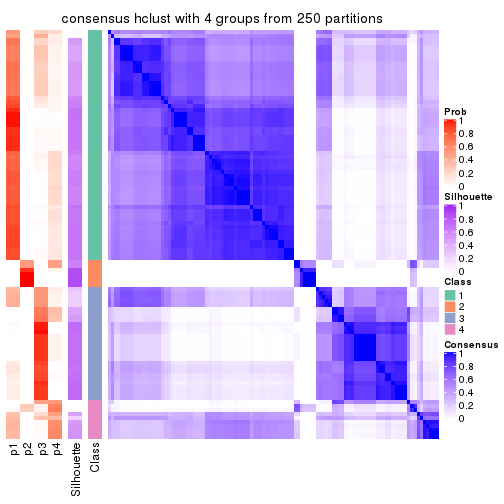 consensus hclust with 4 groups from 250 partitions
Prob
1
0.8
0.6
0.4
0.2
0
Silhouette
1
0.8
0.6
0.4
0.2
0
Class
1
2
3
4
Consensus
1
0.8
0.6
0.4
0.2
0
p1
p2
p3
p4
Silhouette
Class